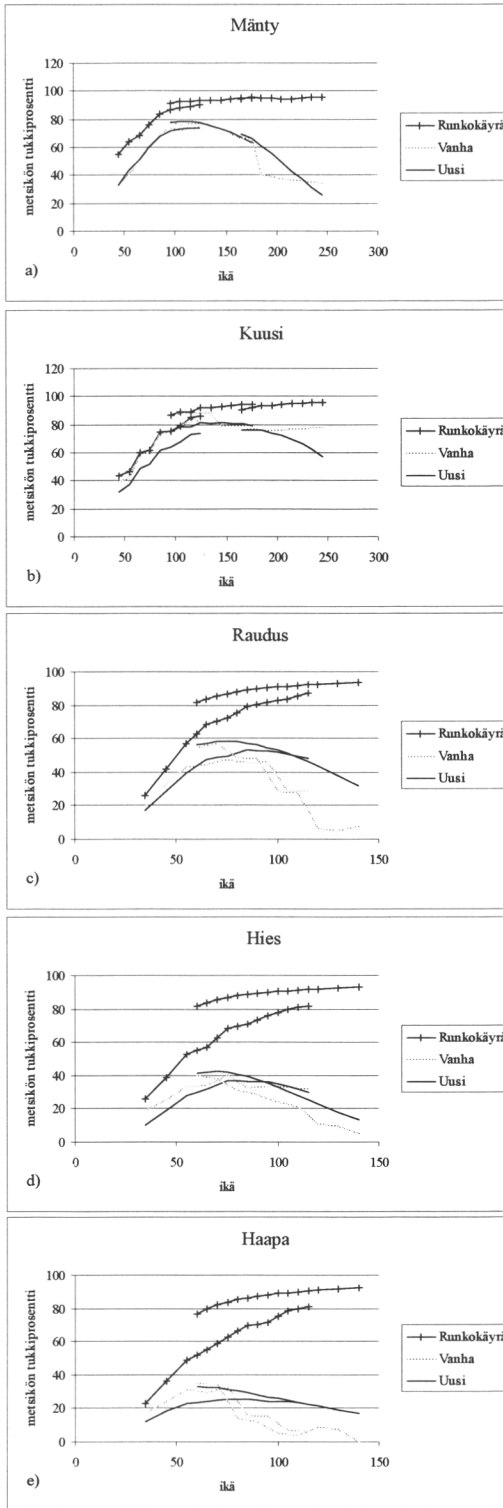 Mänty
metsikön tukkiprosentti
120
100
80
60
40
20
0
0 50 100 150 200 250 300
ikä
Runkokäyrä
Vanha
Uusi
a)
Kuusi
metsikön tukkiprosentti
120
100
80
60
40
20
0
0 50 100 150 200 250 300
ikä
Runkokäyrä
Vanha
Uusi
b)
Raudus
metsikön tukkiprosentti
100
80
60
40
20
0
0 50 100 150
ikä
Runkokäyrä
Vanha
Uusi
c)
Hies
metsikön tukkiprosentti
100
80
60
40
20
0
0 50 100 150
ikä
Runkokäyrä
Vanha
Uusi
d)
Haapa
metsikön tukkiprosentti
100
80
60
40
20
0
0 50 100 150
ikä
Runkokäyrä
Vanha
Uusi
e)